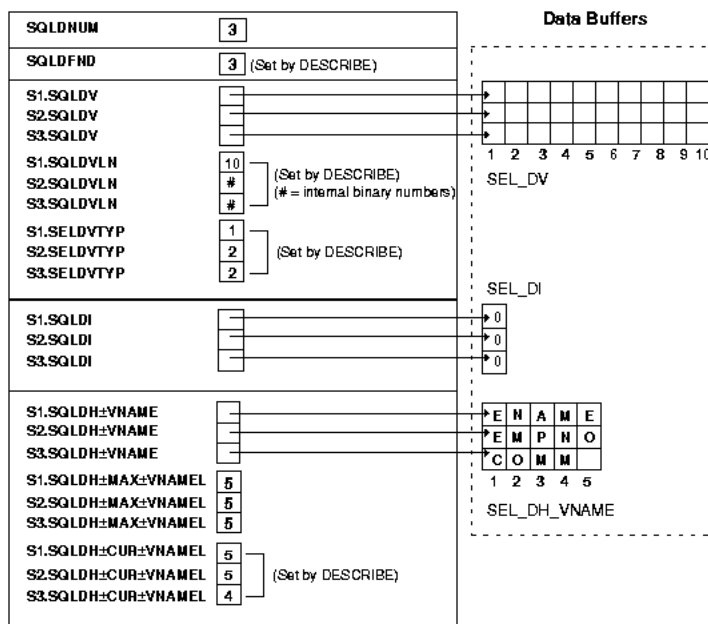 Data Buffers
SQLDNUM 3
SQLDFND 3 (Set by DESCRIBE)
S1.SQLDV
S2.SQLDV
S3.SQLDV
1 2 3 4 5 6 7 8 9 10
SEL_DV
S1.SQLDVLN 10
S2.SQLDVLN #
S3.SQLDVLN #
(Set by DESCRIBE)
(# = internal binary numbers)
S1.SELDVTYP 1
S2.SELDVTYP 2
S3.SELDVTYP 2
(Set by DESCRIBE)
SEL_DI
S1.SQLDI 0
S2.SQLDI 0
S3.SQLDI 0
S1.SQLDH±VNAME E N A M E
S2.SQLDH±VNAME E M P N O
S3.SQLDH±VNAME C O M M
1 2 3 4 5
SEL_DH_VNAME
S1.SQLDH±MAX±VNAMEL 5
S2.SQLDH±MAX±VNAMEL 5
S3.SQLDH±MAX±VNAMEL 5
S1.SQLDH±CUR±VNAMEL 5
S2.SQLDH±CUR±VNAMEL 5
S3.SQLDH±CUR±VNAMEL 4
(Set by DESCRIBE)